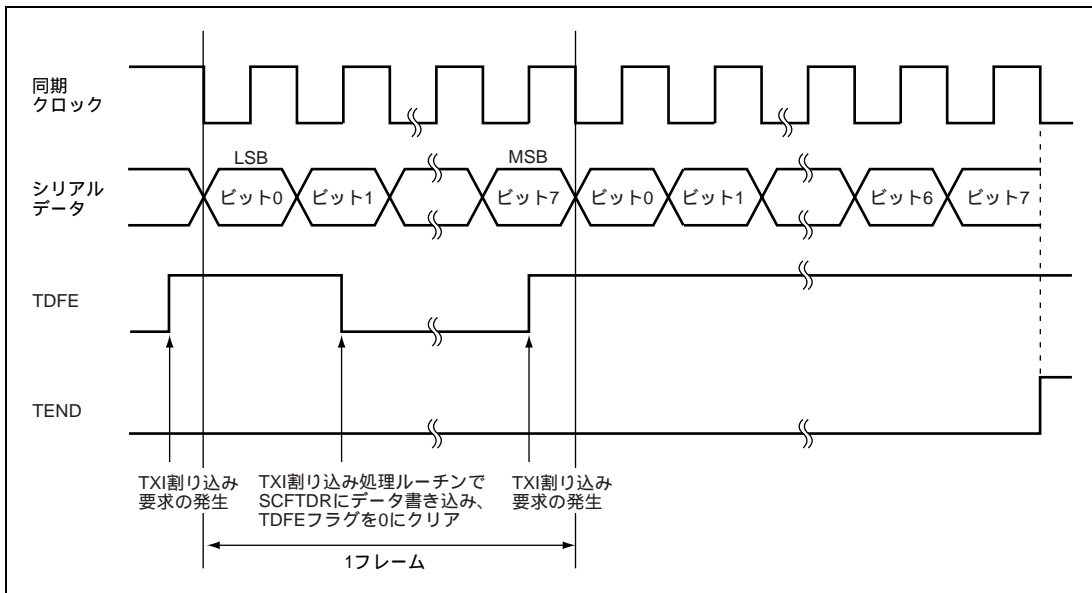 同期
クロック
LSB
MSB
シリアル
データ
ビット0
ビット1
ビット7
ビット0
ビット1
ビット6
ビット7
TDFE
TEND
TXI割り込み
要求の発生
TXI割り込み処理ルーチンで
SCFTDRにデータ書き込み、
TDFEフラグを0にクリア
TXI割り込み
要求の発生
1フレーム